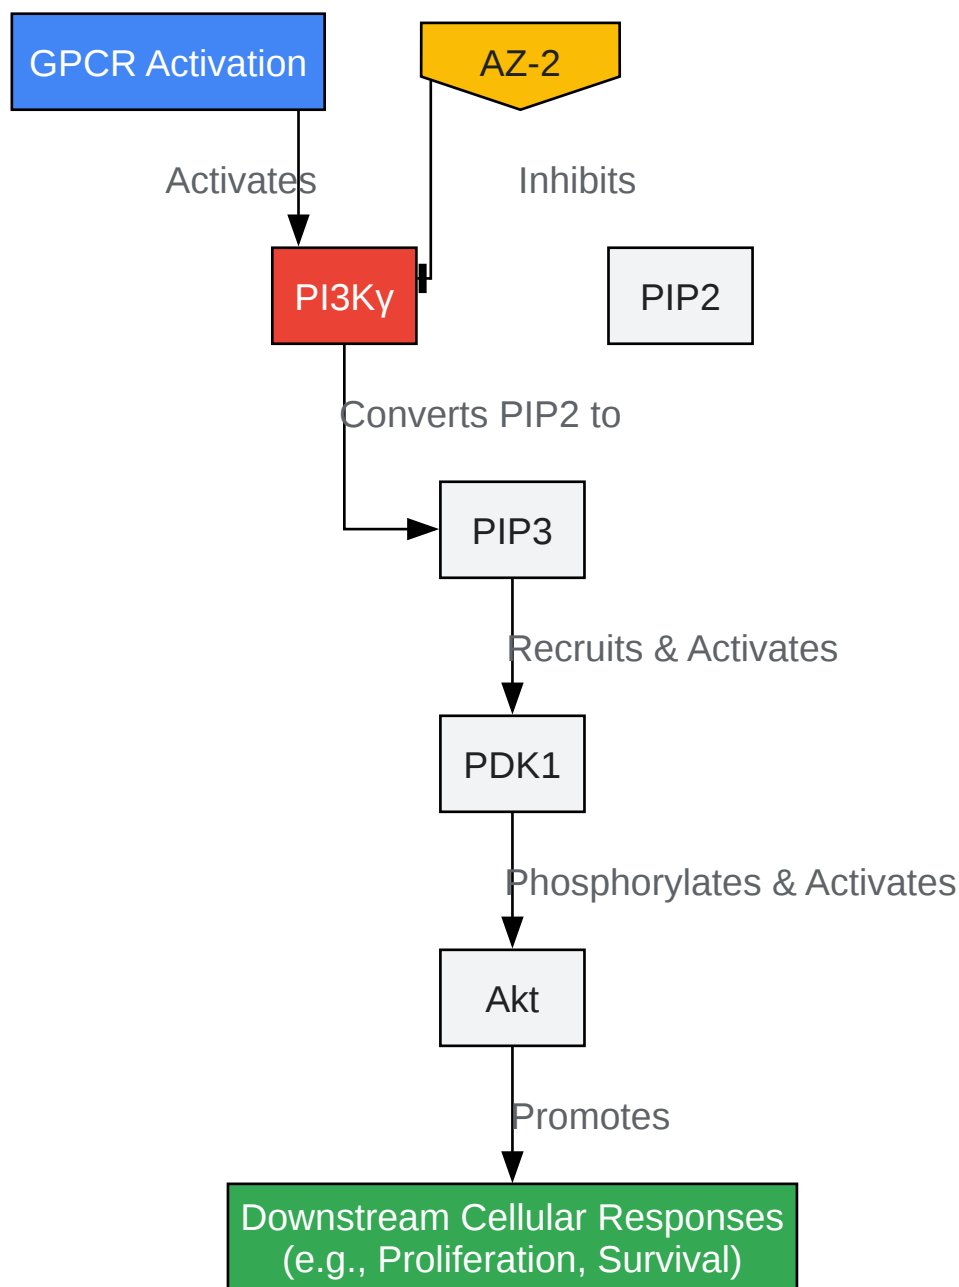 GPCR Activation
AZ-2
Activates
Inhibits
PI3Kγ
PIP2
Converts PIP2 to
PIP3
Recruits & Activates
PDK1
Phosphorylates & Activates
Akt
Promotes
Downstream Cellular Responses
(e.g., Proliferation, Survival)